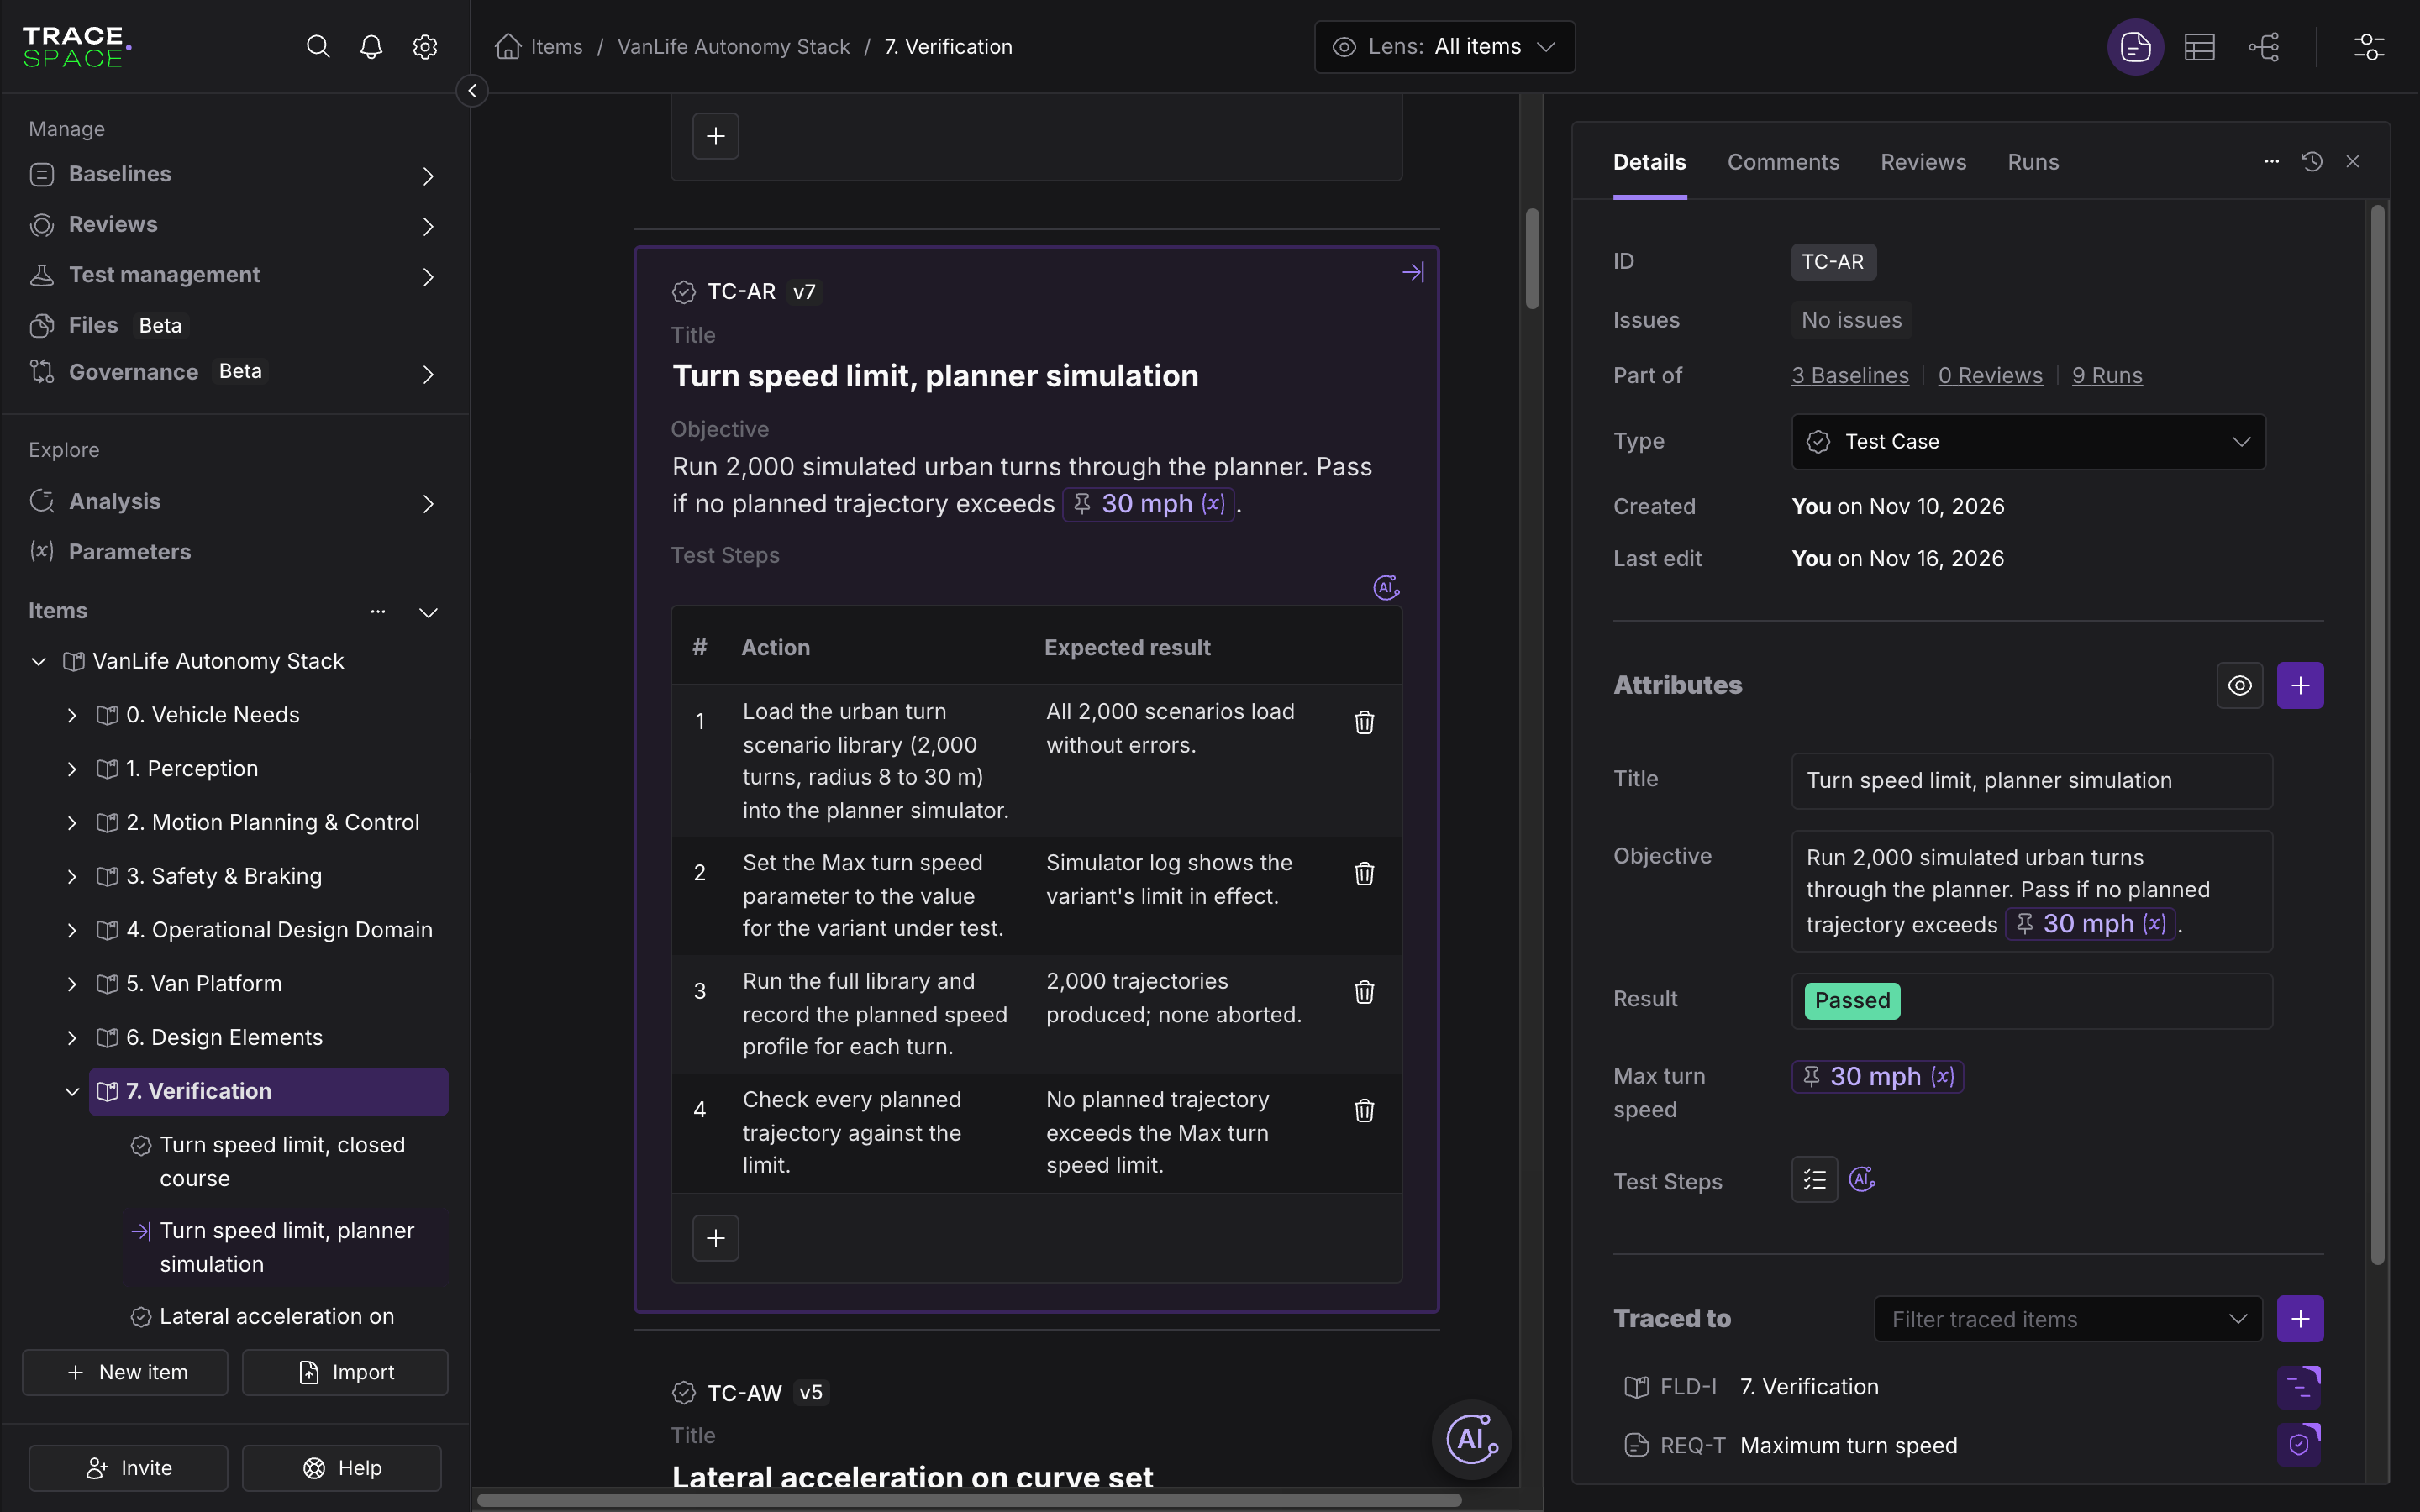 TRACE
SPACE
Items / VanLife Autonomy Stack / 7. Verification
Lens: All items
Manage
Baselines
Reviews
Test management
Files Beta
Governance Beta
Explore
Analysis
(x) Parameters
Items
VanLife Autonomy Stack
0. Vehicle Needs
1. Perception
2. Motion Planning & Control
3. Safety & Braking
4. Operational Design Domain
5. Van Platform
6. Design Elements
7. Verification
Turn speed limit, closed
course
Turn speed limit, planner
simulation
Lateral acceleration on
New item
Import
Invite
Help
TC-AR v7
Title
Turn speed limit, planner simulation
Objective
Run 2,000 simulated urban turns through the planner. Pass
if no planned trajectory exceeds 30 mph (x) .
Test Steps
AI
# Action Expected result
1
Load the urban turn
scenario library (2,000
turns, radius 8 to 30 m)
into the planner simulator.
All 2,000 scenarios load
without errors.
2
Set the Max turn speed
parameter to the value
for the variant under test.
Simulator log shows the
variant's limit in effect.
3
Run the full library and
record the planned speed
profile for each turn.
2,000 trajectories
produced; none aborted.
4
Check every planned
trajectory against the
limit.
No planned trajectory
exceeds the Max turn
speed limit.
TC-AW v5
Title
Lateral acceleration on curve set
AI
Details Comments Reviews Runs
ID TC-AR
Issues No issues
Part of 3 Baselines 0 Reviews 9 Runs
Type Test Case
Created You on Nov 10, 2026
Last edit You on Nov 16, 2026
Attributes
Title Turn speed limit, planner simulation
Objective
Run 2,000 simulated urban turns
through the planner. Pass if no planned
trajectory exceeds 30 mph (x) .
Result Passed
Max turn
speed
30 mph (x)
Test Steps AI
Traced to Filter traced items
FLD-I 7. Verification
REQ-T Maximum turn speed